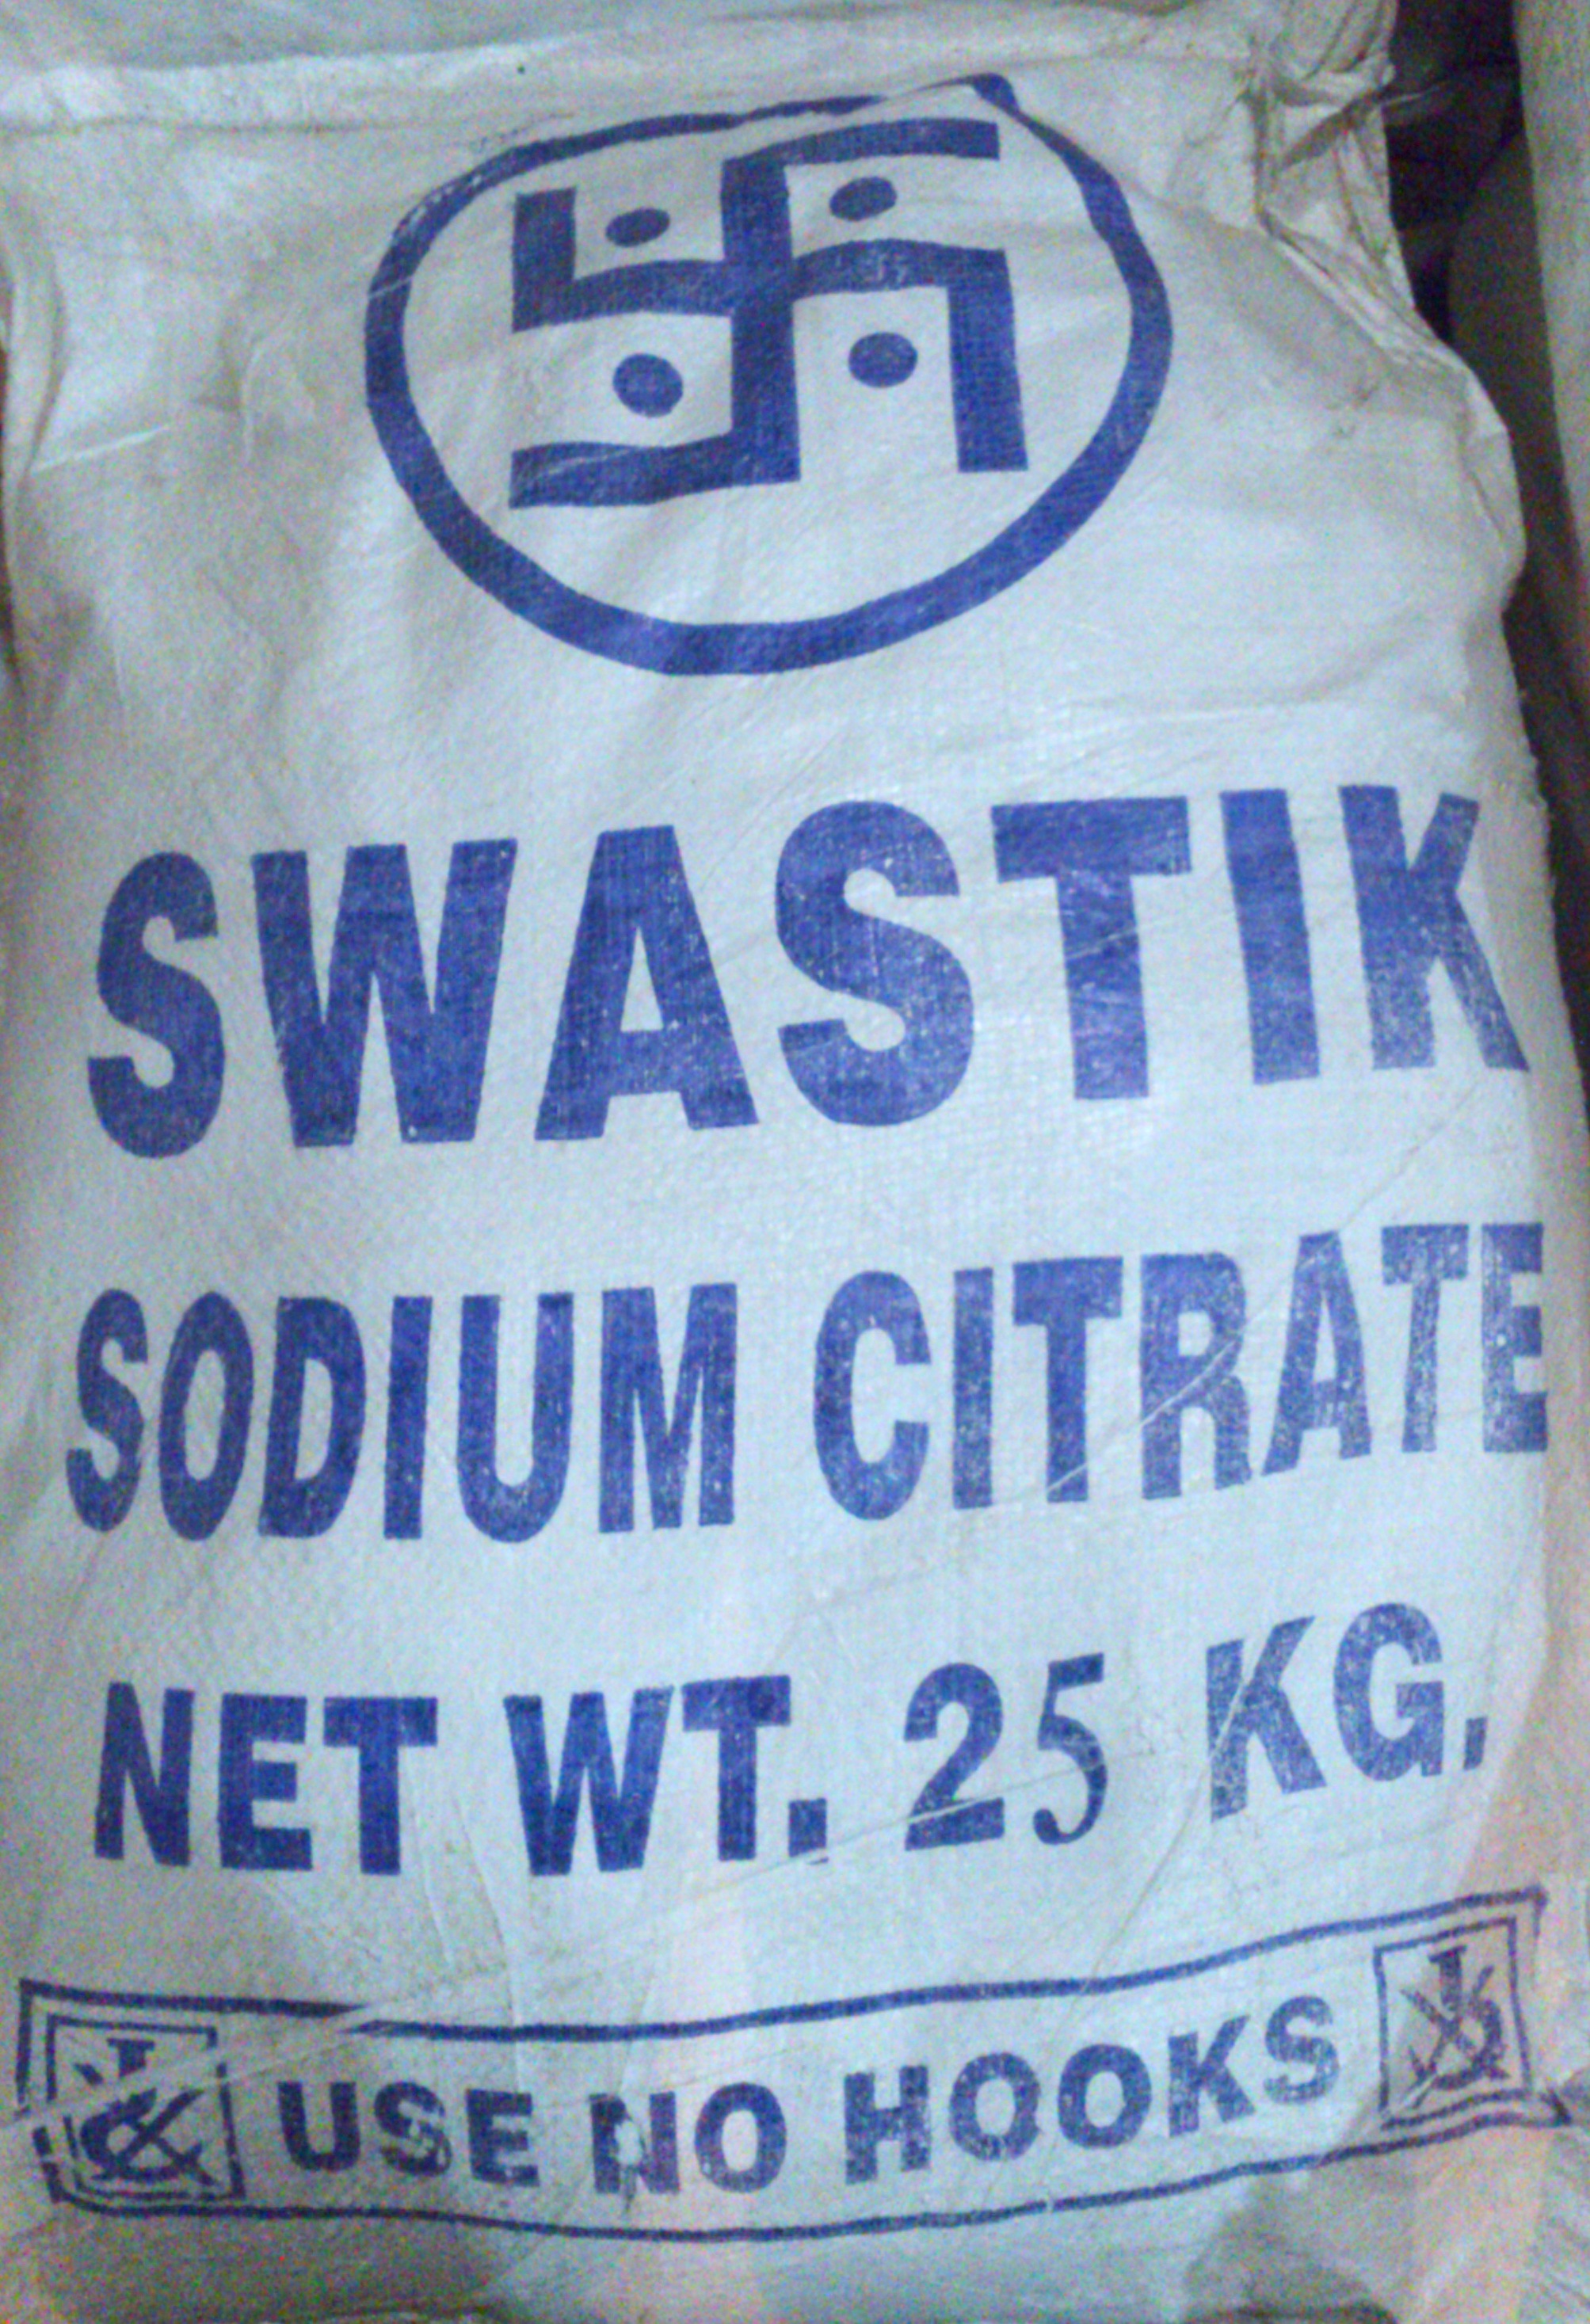 SWASTIK
SODIUM CITRATE
NET WT. 25 KG.
USE NO HOOKS